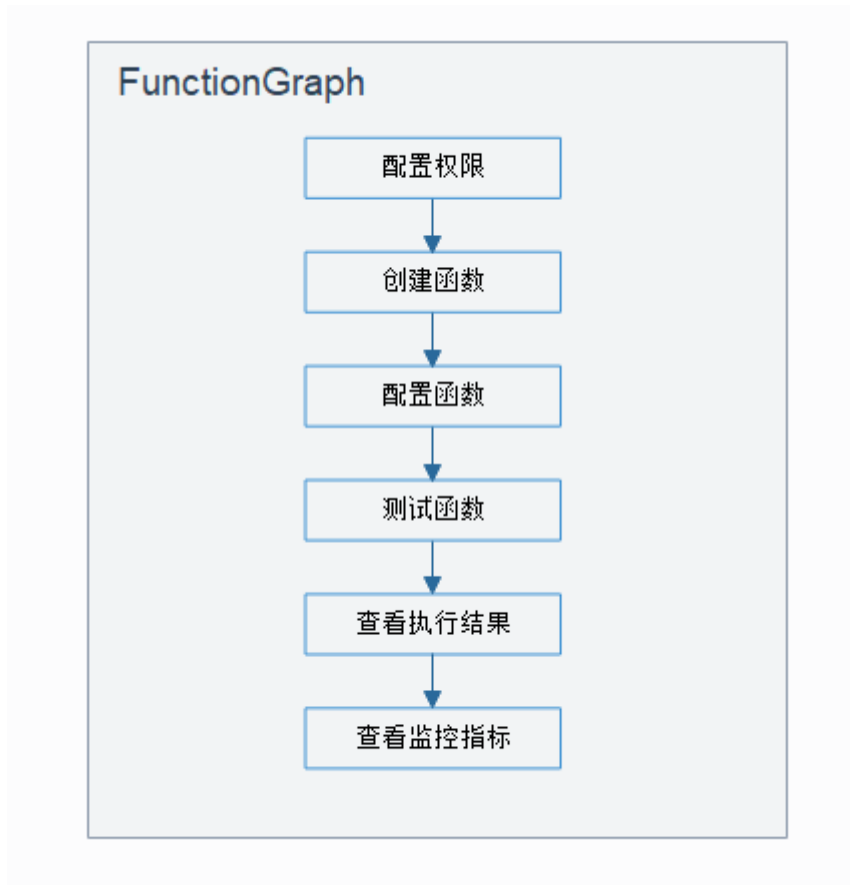 FunctionGraph
配置权限
创建函数
配置函数
测试函数
查看执行结果
查看监控指标